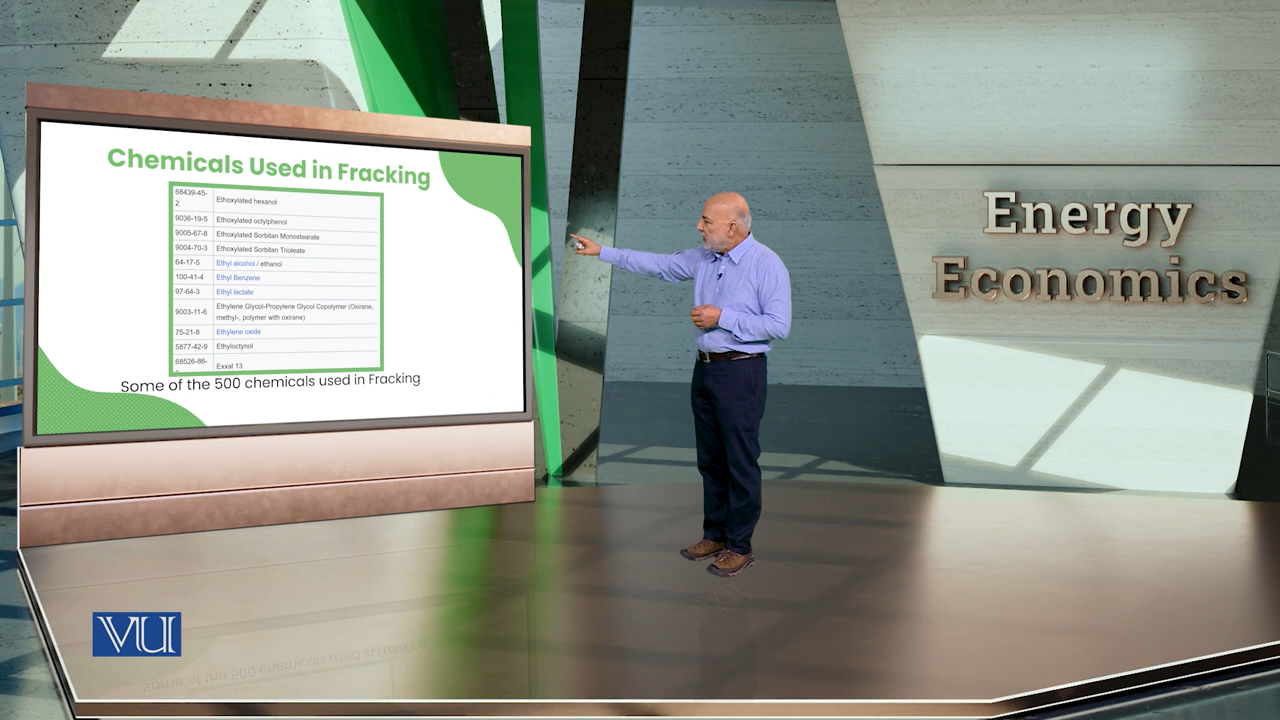 Chemicals Used in Fracking
68439-45-
2
Ethoxylated hexanol
9036-19-5 Ethoxylated octylphenol
9005-67-8 Ethoxylated Sorbitan Monostearate
9004-70-3 Ethoxylated Sorbitan Trioleate
64-17-5 Ethyl alcohol / ethanol
100-41-4 Ethyl Benzene
97-64-3 Ethyl lactate
9003-11-6 Ethylene Glycol-Propylene Glycol Copolymer (Oxirane,
methyl-, polymer with oxirane)
75-21-8 Ethylene oxide
5877-42-9 Ethyloctynol
68526-86-
Exxal 13
Some of the 500 chemicals used in Fracking
Energy
Economics
VU